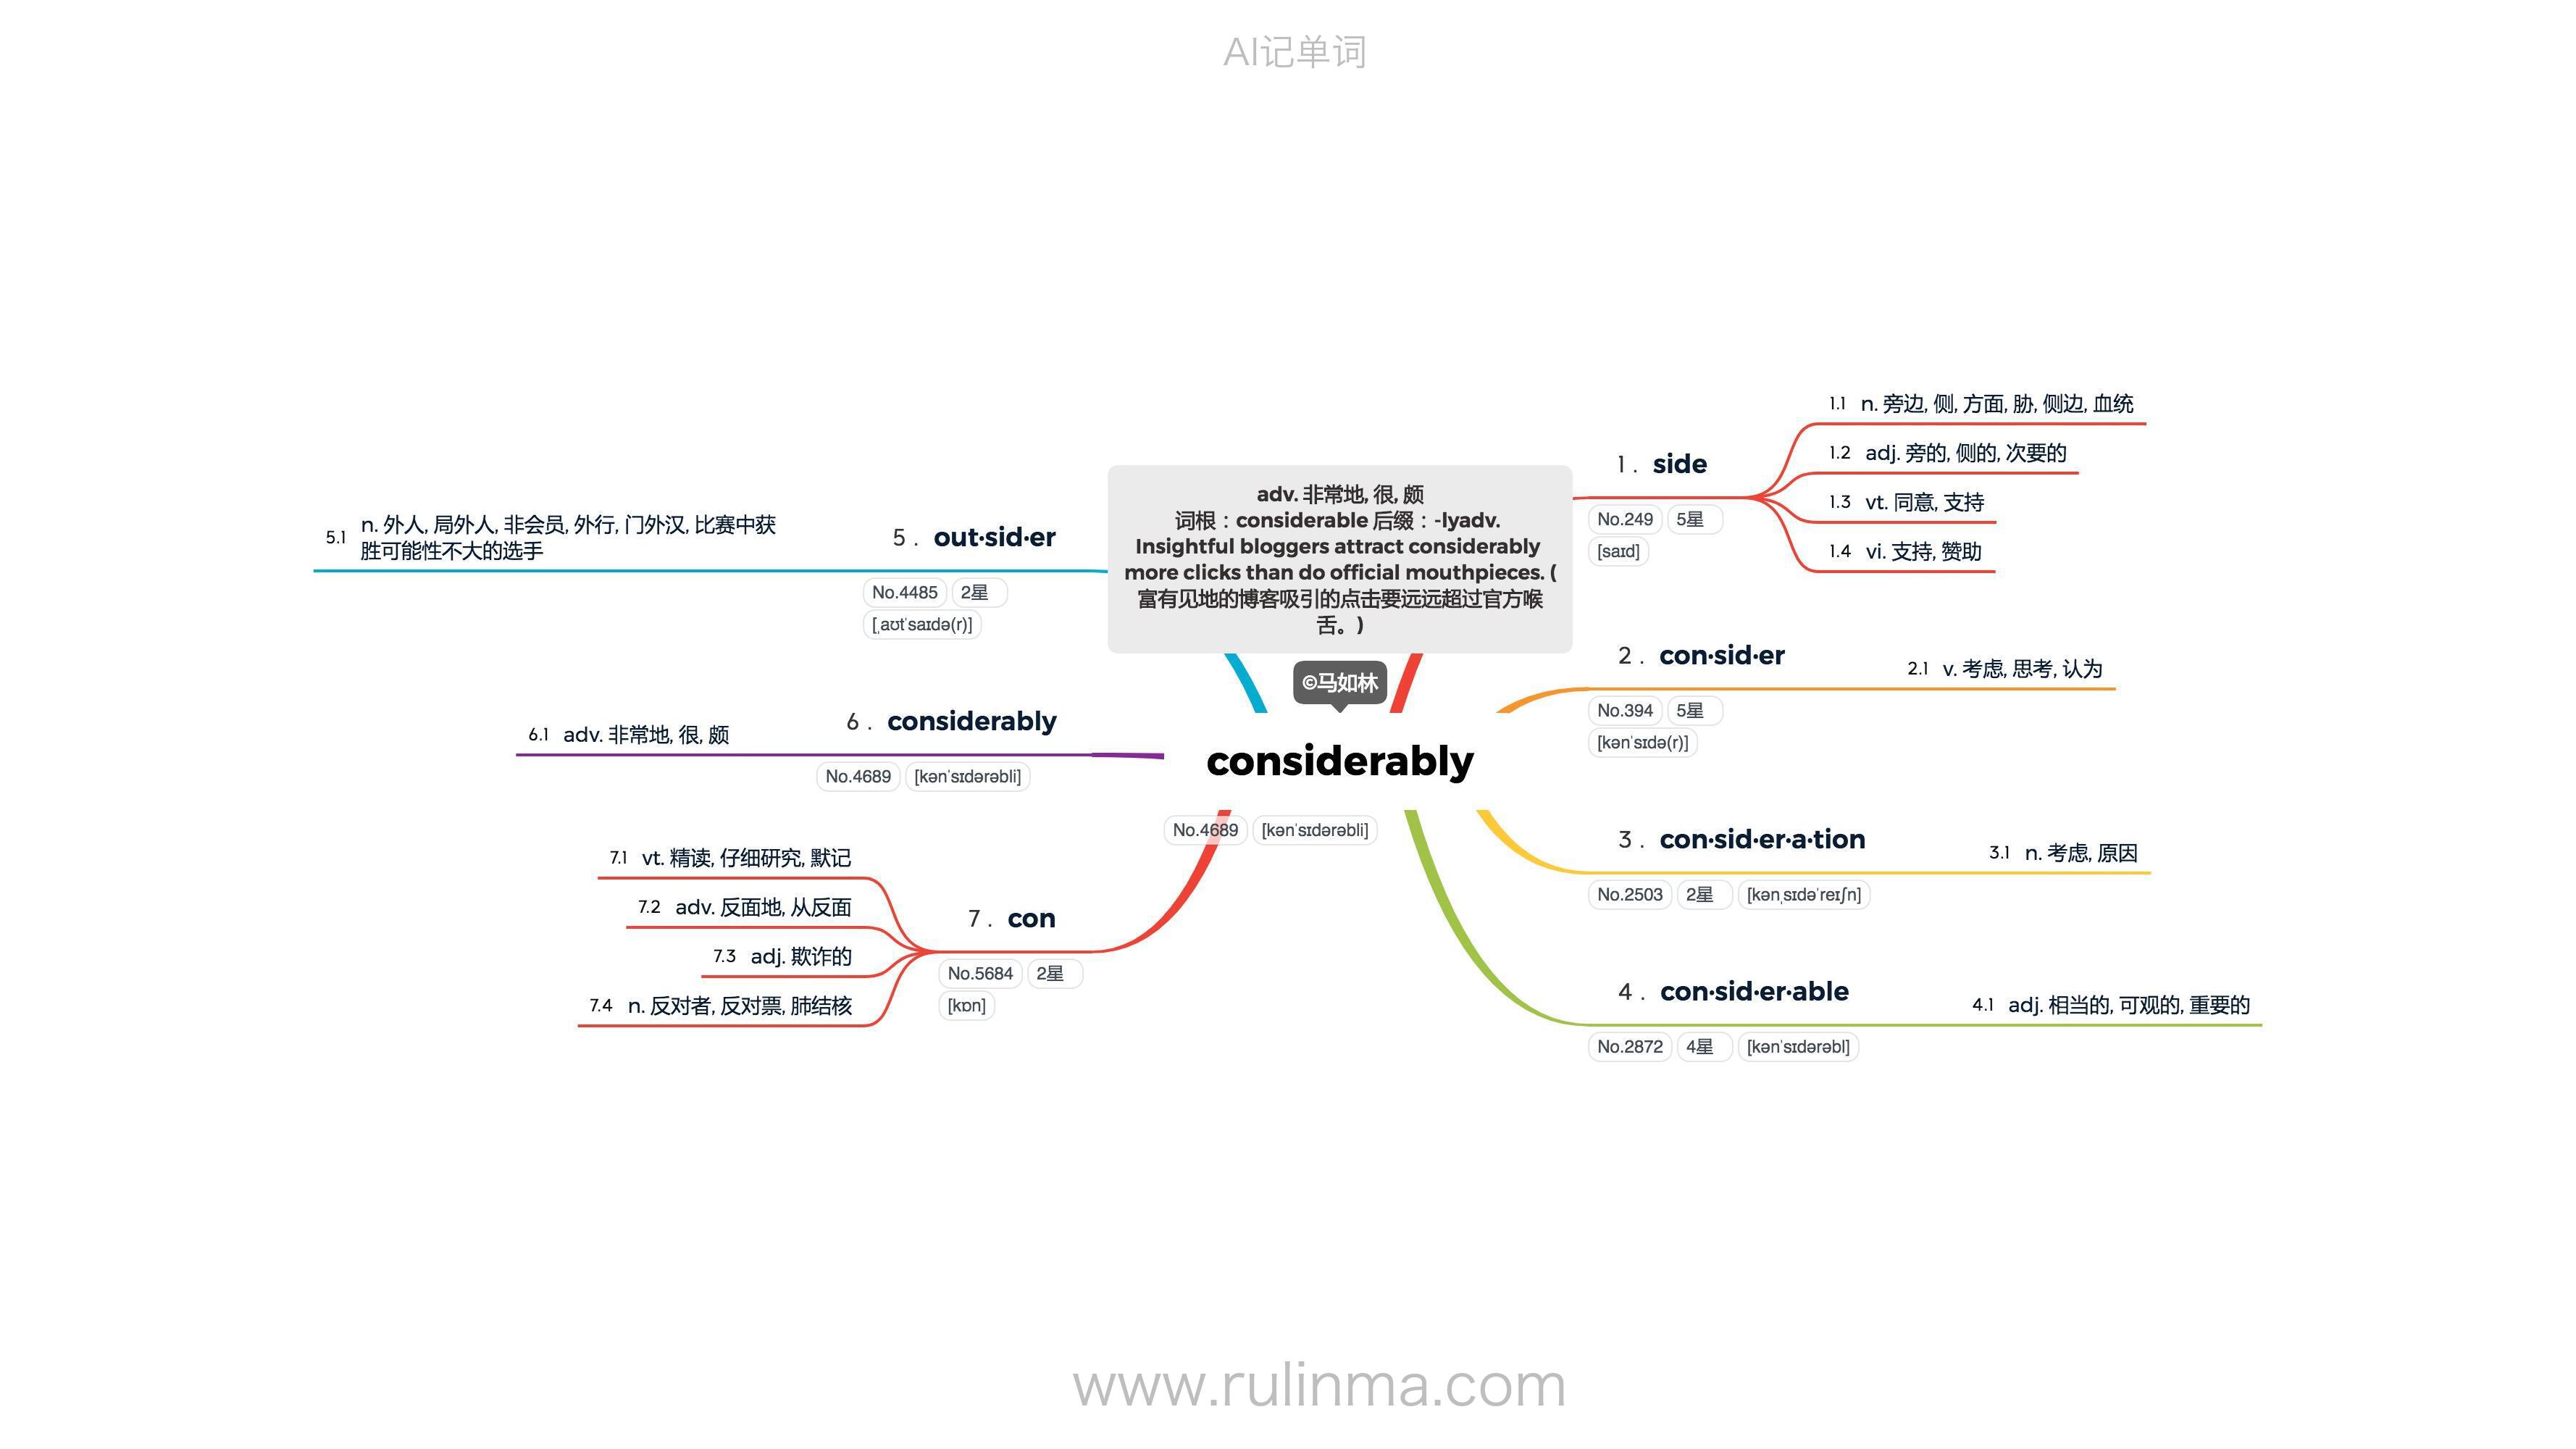 AI记单词
adv. 非常地, 很, 颇
词根：considerable 后缀：-lyadv.
Insightful bloggers attract considerably
more clicks than do official mouthpieces. (
富有见地的博客吸引的点击要远远超过官方喉
舌。)
©马如林
considerably
No.4689 [kənˈsɪdərəbli]
1 . side
No.249 5星
[saɪd]
1.1 n. 旁边, 侧, 方面, 胁, 侧边, 血统
1.2 adj. 旁的, 侧的, 次要的
1.3 vt. 同意, 支持
1.4 vi. 支持, 赞助
2 . con·sid·er
No.394 5星
[kənˈsɪdə(r)]
2.1 v. 考虑, 思考, 认为
3 . con·sid·er·a·tion
No.2503 2星 [kənˌsɪdəˈreɪʃn]
3.1 n. 考虑, 原因
4 . con·sid·er·able
No.2872 4星 [kənˈsɪdərəbl]
4.1 adj. 相当的, 可观的, 重要的
5 . out·sid·er
No.4485 2星
[ˌaʊtˈsaɪdə(r)]
5.1 n. 外人, 局外人, 非会员, 外行, 门外汉, 比赛中获
胜可能性不大的选手
6 . considerably
No.4689 [kənˈsɪdərəbli]
6.1 adv. 非常地, 很, 颇
7 . con
No.5684 2星
[kɒn]
7.1 vt. 精读, 仔细研究, 默记
7.2 adv. 反面地, 从反面
7.3 adj. 欺诈的
7.4 n. 反对者, 反对票, 肺结核
www.rulinma.com